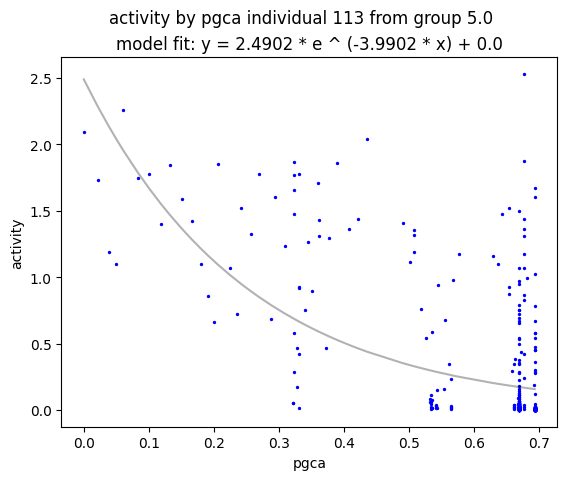 activity by pgca individual 113 from group 5.0
model fit: y = 2.4902 * e ^ (-3.9902 * x) + 0.0
2.5
2.0
1.5
1.0
0.5
0.0
activity
0.0 0.1 0.2 0.3 0.4 0.5 0.6 0.7
pgca